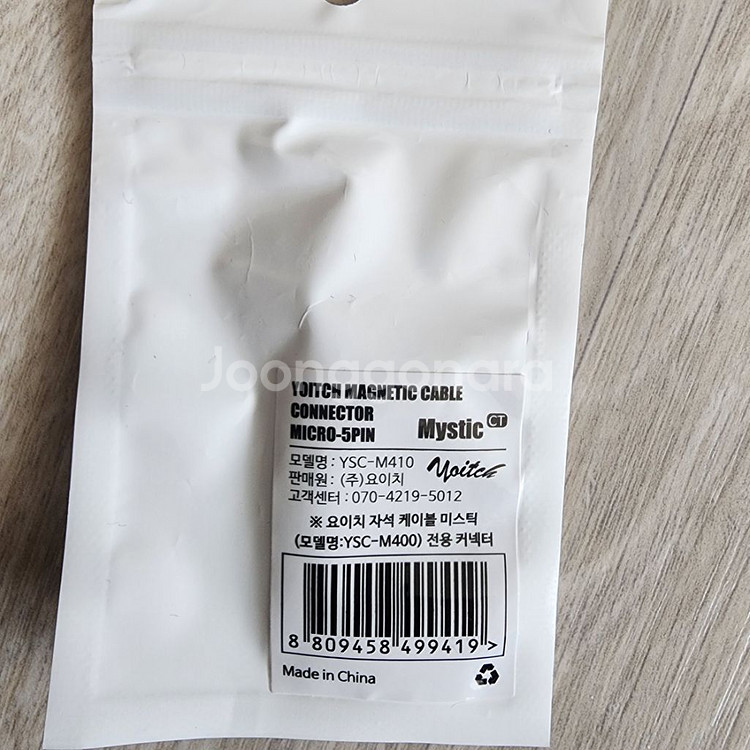 Joonggonara
YOITCH MAGNETIC CABLE
CONNECTOR
MICRO-5PIN Mystic CT
모델명 : YSC-M410 Yoitch
판매원 : (주)요이치
고객센터 : 070-4219-5012
※ 요이치 자석 케이블 미스틱
(모델명:YSC-M400) 전용 커넥터
8 809458 499419 >
Made in China